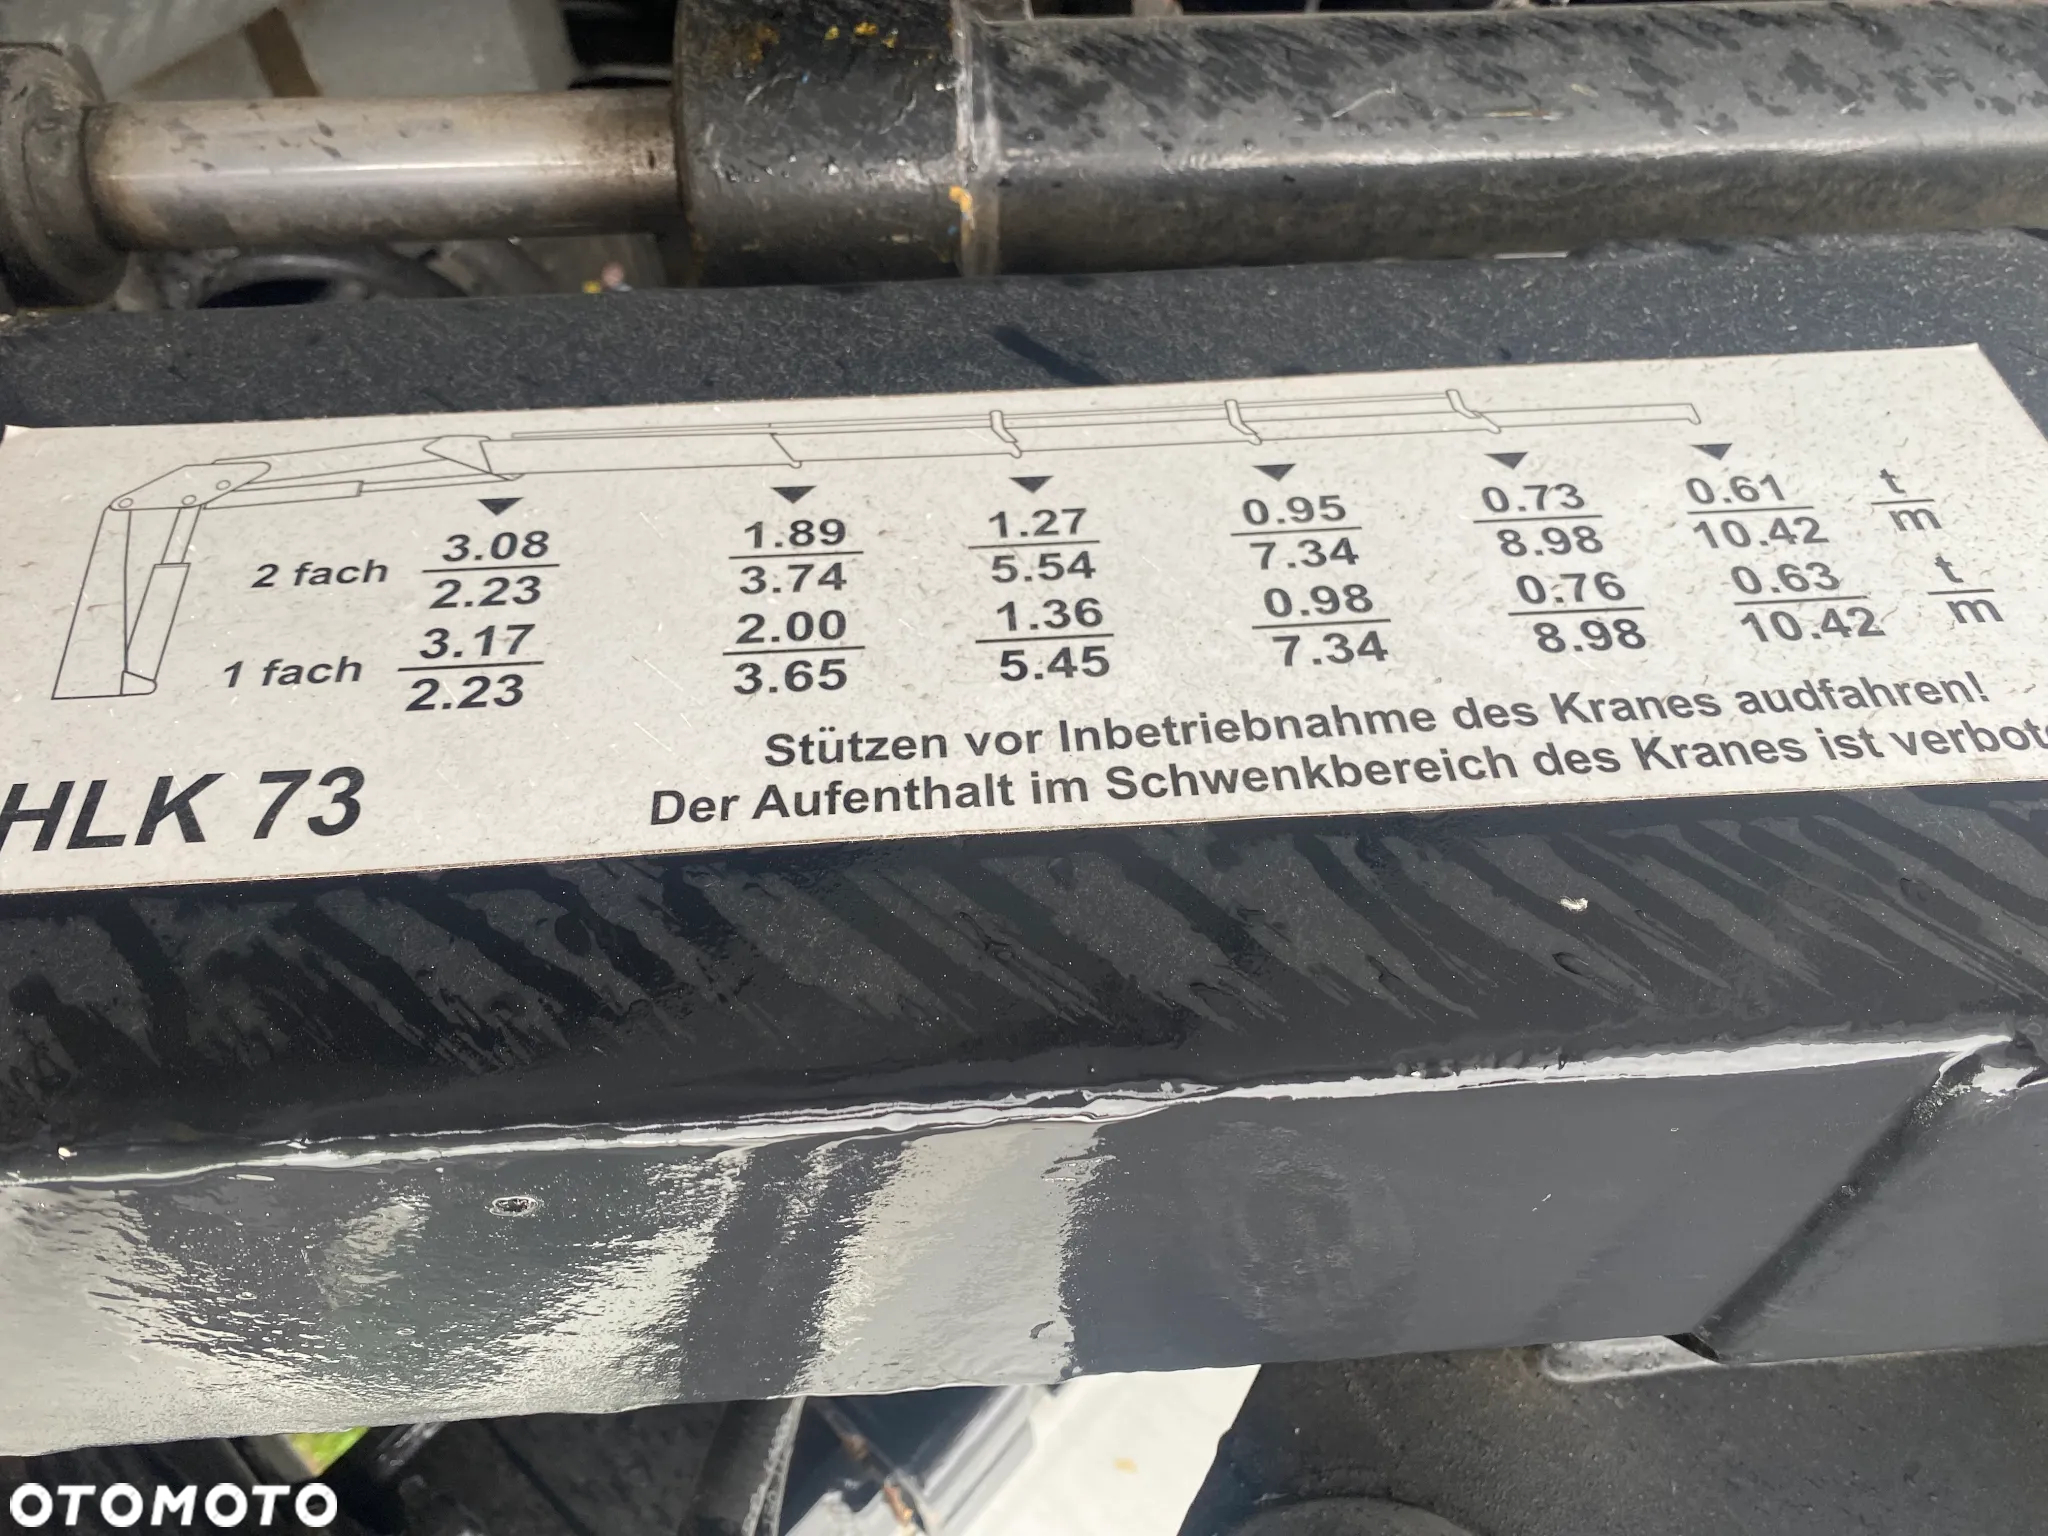 2 fach 3.08 1.89 1.27 0.95 0.73 0.61 t
2.23 3.74 5.54 7.34 8.98 10.42 m
1 fach 3.17 2.00 1.36 0.98 0.76 0.63 t
2.23 3.65 5.45 7.34 8.98 10.42 m
Stützen vor Inbetriebnahme des Kranes audfahren!
HLK 73
Der Aufenthalt im Schwenkbereich des Kranes ist verbote
OTOMOTO